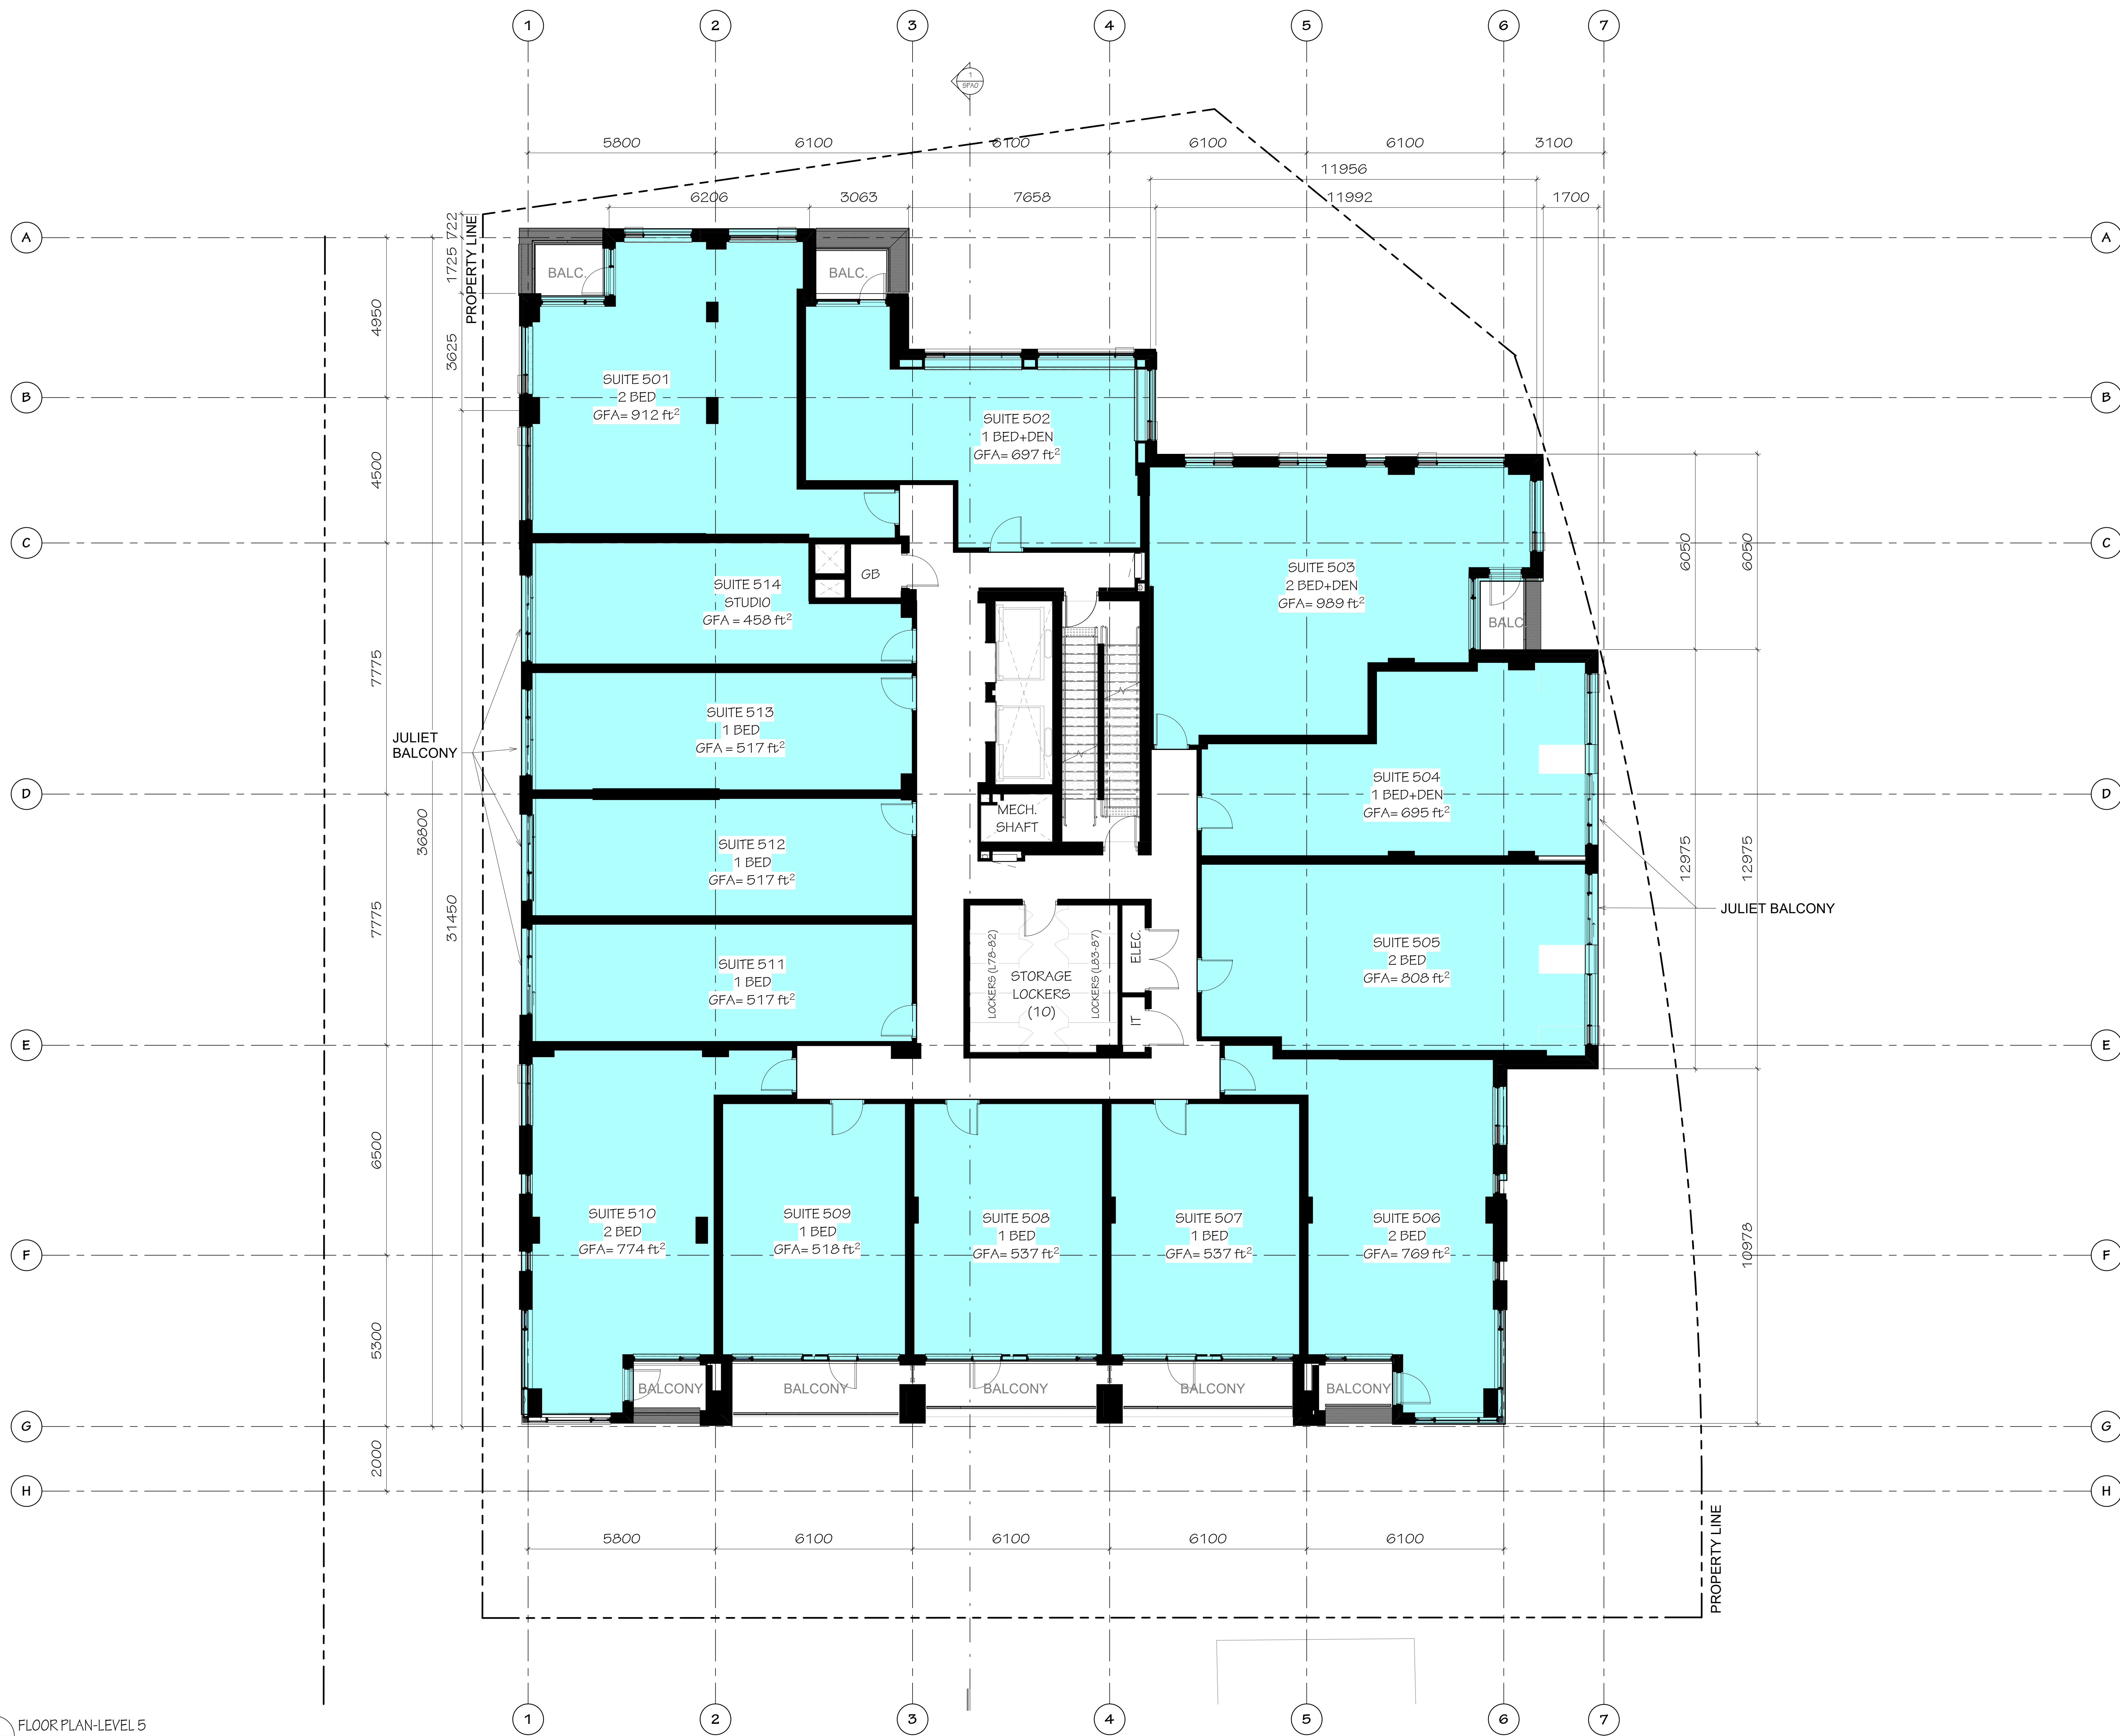 1 2 3 4 5 6 7
1
SPA0
5800 6100 6100 6100 6100 3100
11956
6206 3063 7658 11992 1700
PROPERTY LINE
722
1725
3625
4950
4500
7775
7775
6500
5300
2000
36800
31450
A A
B B
C C
D D
E E
F F
G G
H H
BALC.
BALC.
SUITE 501
2 BED
GFA= 912 ft²
SUITE 502
1 BED+DEN
GFA= 697 ft²
SUITE 503
2 BED+DEN
GFA= 989 ft²
BALC.
SUITE 514
STUDIO
GFA = 458 ft²
GB
SUITE 513
1 BED
GFA = 517 ft²
JULIET
BALCONY
SUITE 504
1 BED+DEN
GFA= 695 ft²
MECH.
SHAFT
SUITE 512
1 BED
GFA= 517 ft²
JULIET BALCONY
SUITE 505
2 BED
GFA= 808 ft²
SUITE 511
1 BED
GFA= 517 ft²
LOCKERS (L78-82)
STORAGE
LOCKERS
(10)
LOCKERS (L83-87)
ELEC.
IT
6050 6050
12975 12975
10978
SUITE 510
2 BED
GFA= 774 ft²
SUITE 509
1 BED
GFA= 518 ft²
SUITE 508
1 BED
GFA= 537 ft²
SUITE 507
1 BED
GFA= 537 ft²
SUITE 506
2 BED
GFA= 769 ft²
BALCONY BALCONY BALCONY BALCONY BALCONY
5800 6100 6100 6100 6100
PROPERTY LINE
1 2 3 4 5 6 7
FLOOR PLAN-LEVEL 5